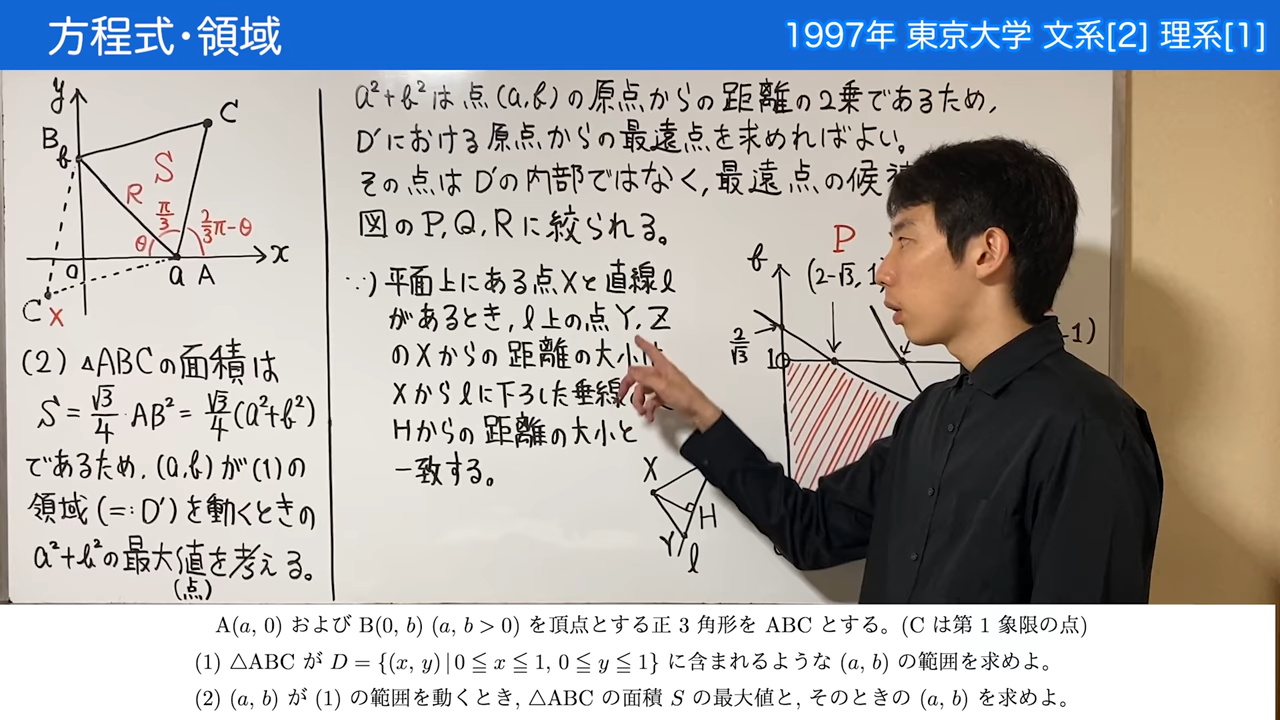 方程式・領域
1997年 東京大学 文系[2] 理系[1]
y
B
b
C
S
R
π/3
2/3π-θ
θ
O
a A
x
C X
(2) △ABCの面積は
S = √3/4 AB² = √3/4 (a²+b²)
であるため, (a,b)が(1)の
領域(=:D′)を動くときの
a²+b²の最大値を考える。
(点)
a²+b²は点(a,b)の原点からの距離の2乗であるため,
D′における原点からの最遠点を求めればよい。
その点はD′の内部ではなく, 最遠点の候
図のP, Q, Rに絞られる。
∵) 平面上にある点Xと直線l
があるとき, l上の点Y, Z
のXからの距離の大小は
Xからlに下ろした垂線
Hからの距離の大小と
一致する。
X
H
Y
l
P
b
(2-√3, 1
2/√3
1
-1)
A(a, 0) および B(0, b) (a, b > 0) を頂点とする正 3 角形を ABC とする。(C は第 1 象限の点)
(1) △ABC が D = {(x, y) | 0 ≦ x ≦ 1, 0 ≦ y ≦ 1} に含まれるような (a, b) の範囲を求めよ。
(2) (a, b) が (1) の範囲を動くとき, △ABC の面積 S の最大値と, そのときの (a, b) を求めよ。